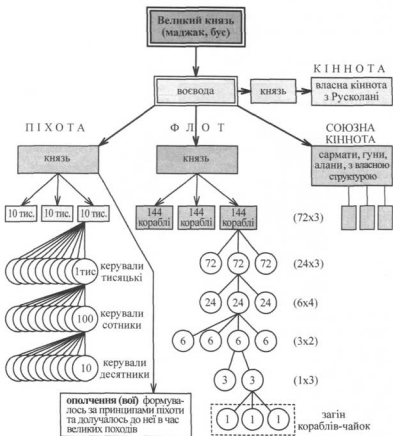 Великий князь
(маджак, бус)
КІННОТА
воєвода
князь
власна кіннота
з Русколані
ПІХОТА
ФЛОТ
СОЮЗНА
КІННОТА
князь
князь
сармати, гуни,
алани, з власною
структурою
10 тис. 10 тис. 10 тис.
144 кораблі
144 кораблі
144 кораблі
(72х3)
72 72 72
(24х3)
1тис
керували
тисяцькі
24 24 24
(6х4)
100
керували
сотники
6 6 6 6
(3х2)
10
керували
десятники
3 3
(1х3)
ополчення (вої) формува-
лось за принципами піхоти
та долучалось до неї в час
великих походів
1 1 1
загін
кораблів-чайок